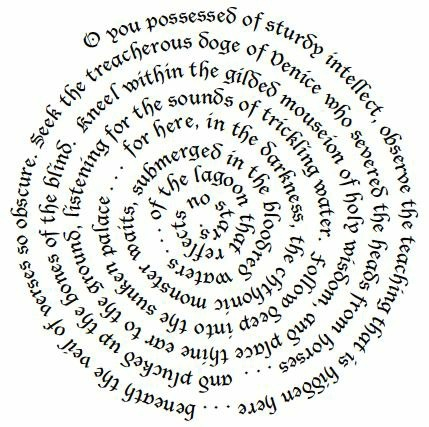 O you possessed of sturdy intellect, observe the teaching that is hidden here . . . beneath the veil of verses so obscure. Seek the treacherous doge of Venice who severed the heads from horses . . . and plucked up the bones of the blind. Kneel within the gilded mouseion of holy wisdom, and place thine ear to the ground, listening for the sounds of trickling water. Follow deep into the sunken palace . . . for here, in the darkness, the chthonic monster waits, submerged in the bloodred waters . . . of the lagoon that reflects no stars.